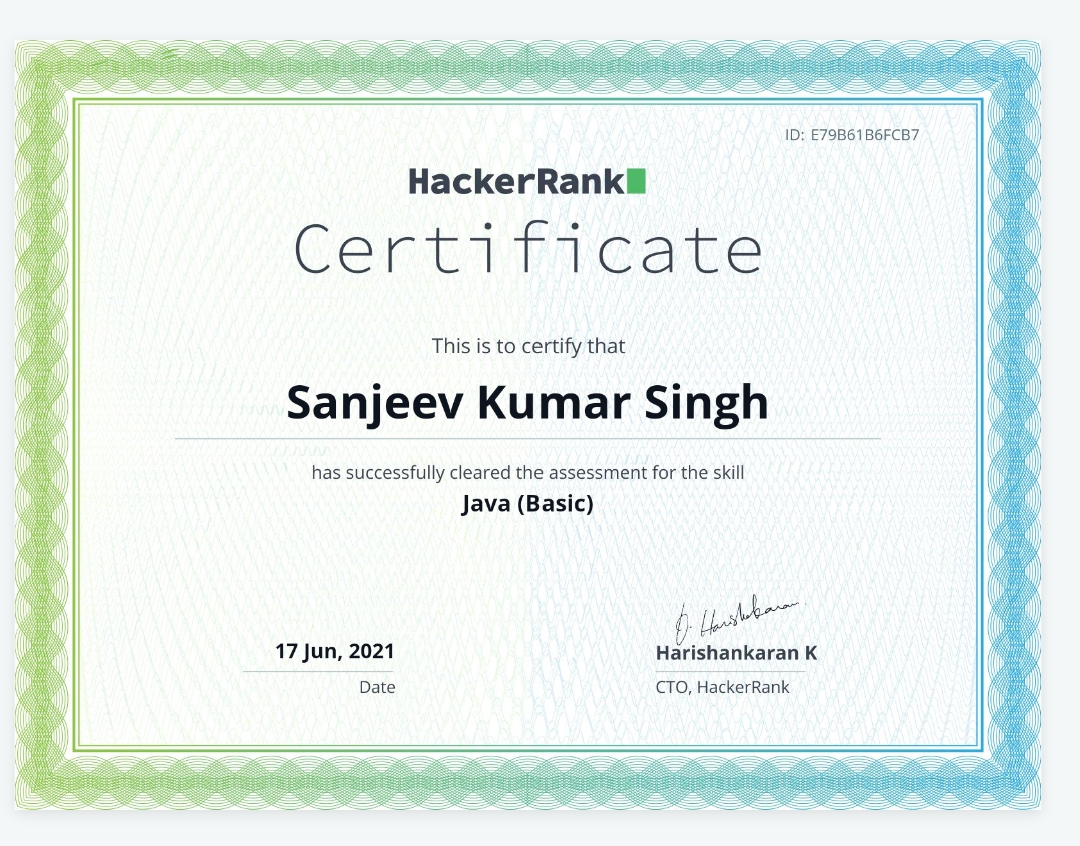 ID: E79B61B6FCB7
HackerRank
Certificate
This is to certify that
Sanjeev Kumar Singh
has successfully cleared the assessment for the skill
Java (Basic)
17 Jun, 2021
Date
Harishankaran K
CTO, HackerRank